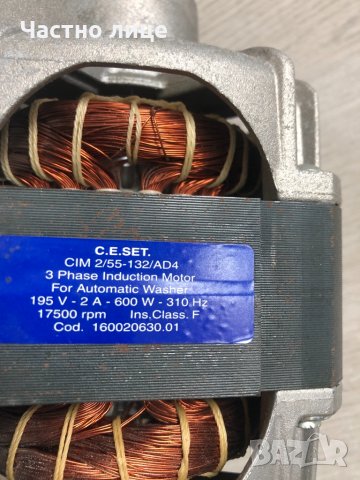 Частно лице
C.E.SET.
CIM 2/55-132/AD4
3 Phase Induction Motor
For Automatic Washer
195 V - 2 A - 600 W - 310.Hz
17500 rpm Ins,Class. F
Cod. 160020630.01
BAZAR